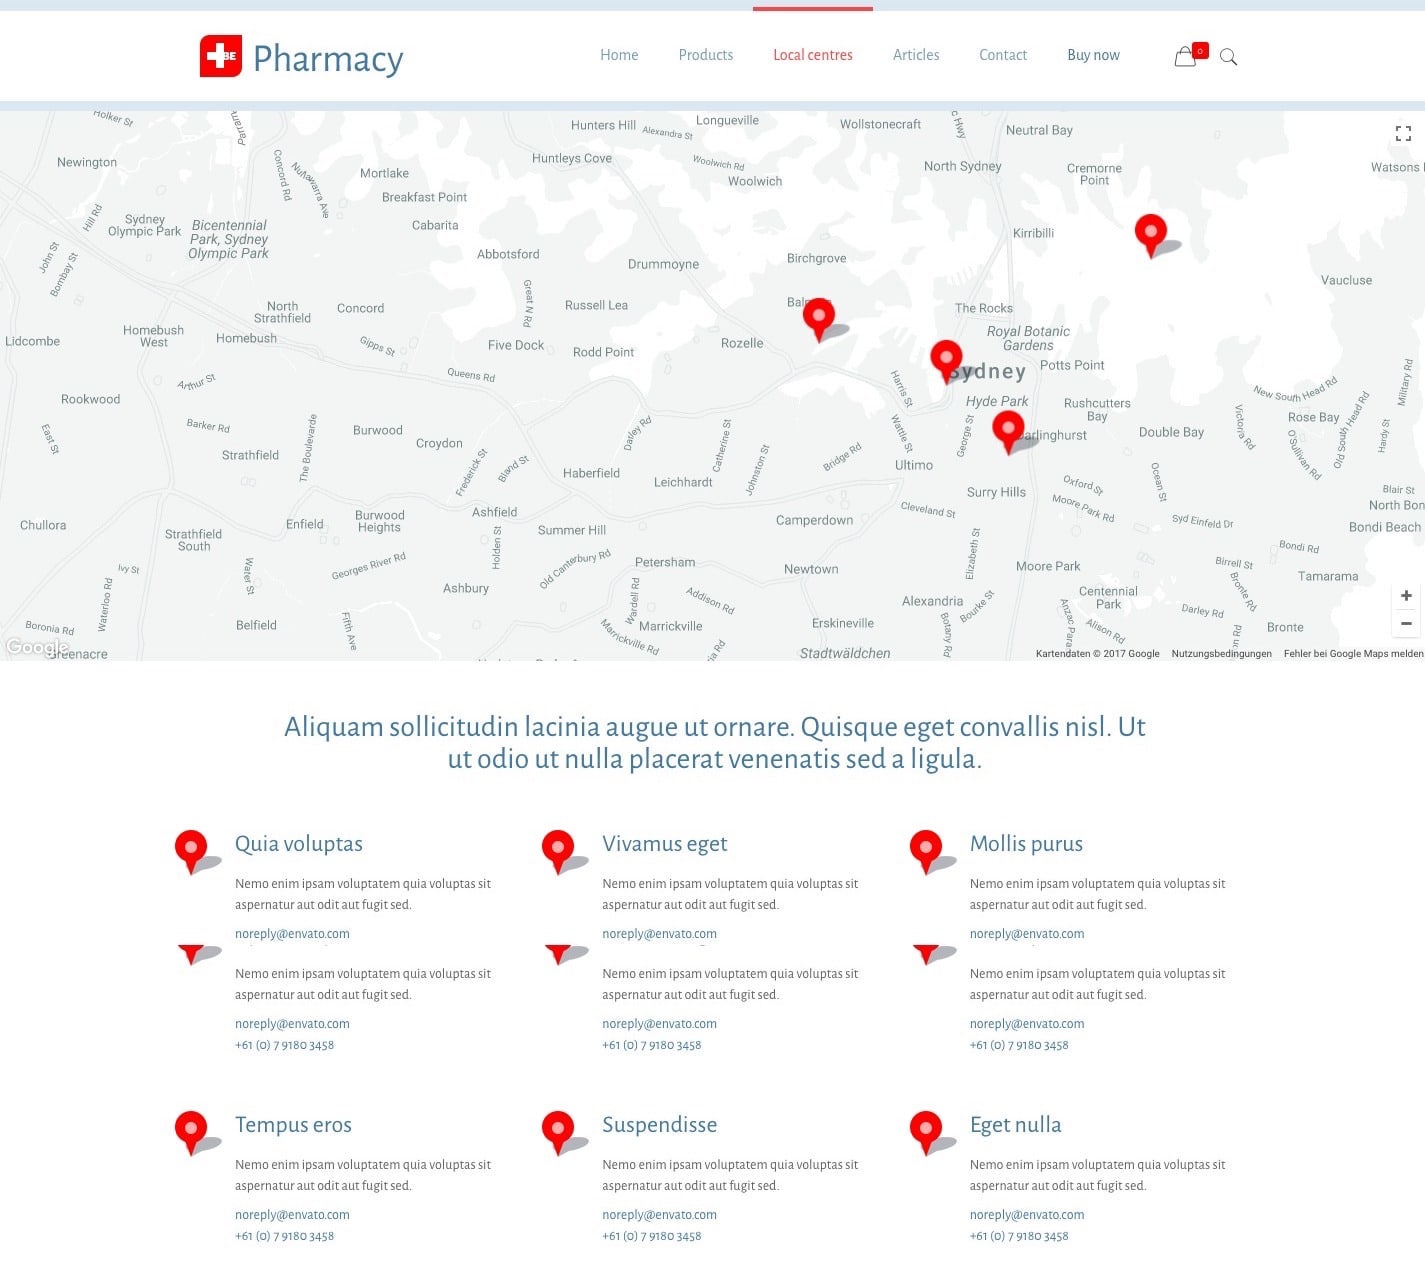 BE Pharmacy
Home Products Local centres Articles Contact Buy now 0
Holker St
Hunters Hill
Alexandra St
Longueville
Wollstonecraft
Neutral Bay
Newington
Concord Rd
Mortlake
Huntleys Cove
Woolwich Rd
Woolwich
North Sydney
Cremorne
Point
Breakfast Point
Hill Rd
Sydney
Olympic Park
Bicentennial
Park, Sydney
Olympic Park
Cabarita
Kirribilli
John St
Bombay St
Abbotsford
Drummoyne
Birchgrove
Vaucluse
North
Strathfield
Concord
Great N Rd
Russell Lea
The Rocks
Royal Botanic
Gardens
Homebush
West
Homebush
Lidcombe
Gipps St
Five Dock
Rodd Point
Rozelle
Potts Point
Sydney
Queens Rd
Arthur St
Harris St
Hyde Park
Rushcutters
Bay
New South Head Rd
Military Rd
Rookwood
Barker Rd
The Boulevarde
Burwood
Croydon
Darley Rd
Catherine St
Wattle St
George St
Double Bay
Victoria Rd
Rose Bay
Old South Head Rd
O'Sullivan Rd
Hardy St
East St
Strathfield
Frederick St
Bland St
Haberfield
Leichhardt
Johnston St
Bridge Rd
Ultimo
Surry Hills
Oxford St
Ocean St
Blair St
Chullora
Strathfield
South
Enfield
Burwood
Heights
Ashfield
Summer Hill
Camperdown
Cleveland St
Moore Park Rd
Syd Einfeld Dr
Bondi Beach
Holden St
Old Canterbury Rd
Petersham
Newtown
Elizabeth St
Moore Park
Bondi Rd
Birrell St
Tamarama
Ivy St
Water St
Georges River Rd
Ashbury
Wardell Rd
Addison Rd
Alexandria
Bourke St
Centennial
Park
Bronte Rd
Darley Rd
Waterloo Rd
Boronia Rd
Belfield
Fifth Ave
Marrickville Rd
Marrickville
Erskineville
Botany Rd
Alison Rd
Bronte
Greenacre
Stadtwäldchen
Google
Kartendaten © 2017 Google Nutzungsbedingungen Fehler bei Google Maps melden
Aliquam sollicitudin lacinia augue ut ornare. Quisque eget convallis nisl. Ut
ut odio ut nulla placerat venenatis sed a ligula.
Quia voluptas Vivamus eget Mollis purus
Nemo enim ipsam voluptatem quia voluptas sit Nemo enim ipsam voluptatem quia voluptas sit Nemo enim ipsam voluptatem quia voluptas sit
aspernatur aut odit aut fugit sed. aspernatur aut odit aut fugit sed. aspernatur aut odit aut fugit sed.
noreply@envato.com noreply@envato.com noreply@envato.com
Nemo enim ipsam voluptatem quia voluptas sit Nemo enim ipsam voluptatem quia voluptas sit Nemo enim ipsam voluptatem quia voluptas sit
aspernatur aut odit aut fugit sed. aspernatur aut odit aut fugit sed. aspernatur aut odit aut fugit sed.
noreply@envato.com noreply@envato.com noreply@envato.com
+61 (0) 7 9180 3458 +61 (0) 7 9180 3458 +61 (0) 7 9180 3458
Tempus eros Suspendisse Eget nulla
Nemo enim ipsam voluptatem quia voluptas sit Nemo enim ipsam voluptatem quia voluptas sit Nemo enim ipsam voluptatem quia voluptas sit
aspernatur aut odit aut fugit sed. aspernatur aut odit aut fugit sed. aspernatur aut odit aut fugit sed.
noreply@envato.com noreply@envato.com noreply@envato.com
+61 (0) 7 9180 3458 +61 (0) 7 9180 3458 +61 (0) 7 9180 3458